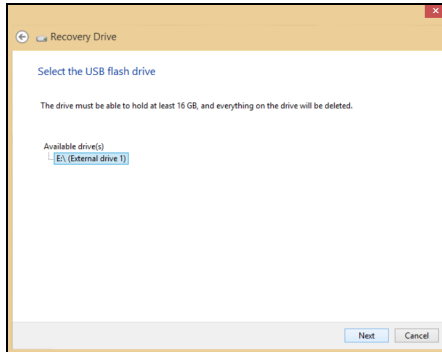 Recovery Drive
Select the USB flash drive
The drive must be able to hold at least 16 GB, and everything on the drive will be deleted.
Available drive(s)
E:\ (External drive 1)
Next Cancel